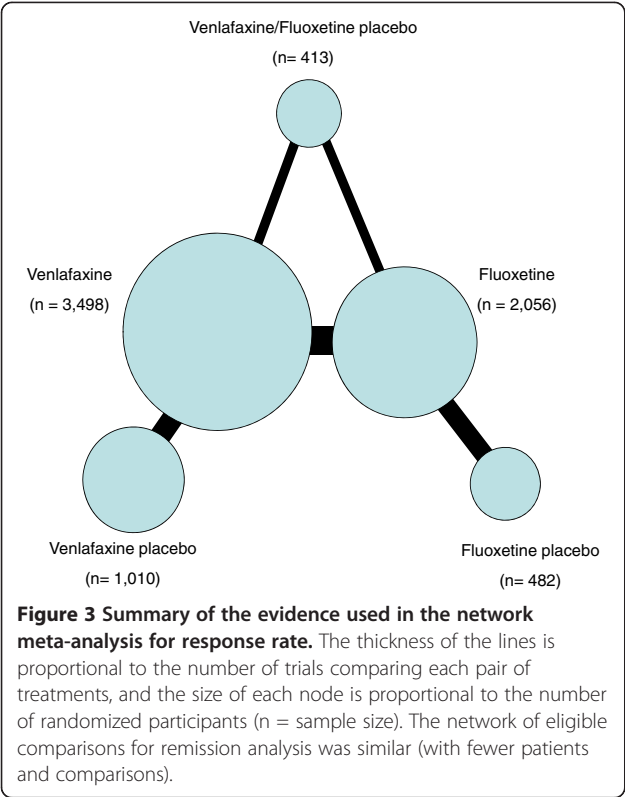 Venlafaxine/Fluoxetine placebo
(n= 413)
Venlafaxine
(n = 3,498)
Fluoxetine
(n = 2,056)
Venlafaxine placebo
(n= 1,010)
Fluoxetine placebo
(n= 482)
Figure 3 Summary of the evidence used in the network
meta-analysis for response rate. The thickness of the lines is
proportional to the number of trials comparing each pair of
treatments, and the size of each node is proportional to the number
of randomized participants (n = sample size). The network of eligible
comparisons for remission analysis was similar (with fewer patients
and comparisons).